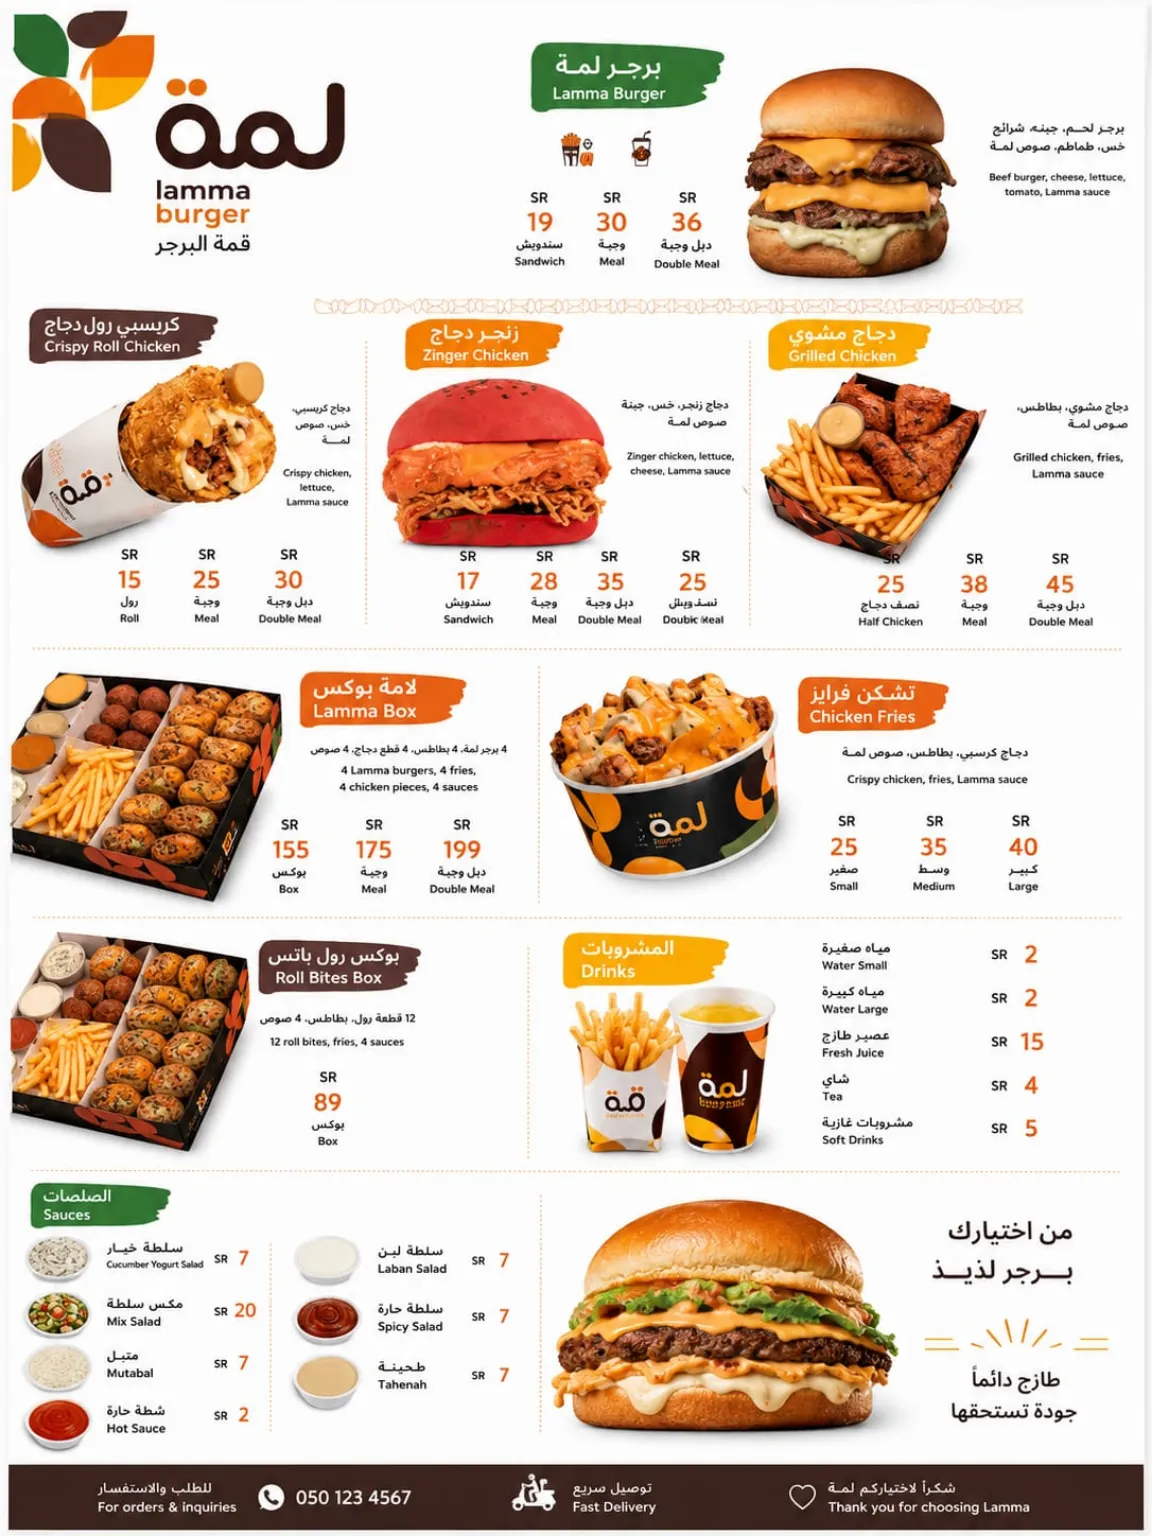 لمة
lamma
burger
قمة البرجر
برجر لمة
Lamma Burger
SR
19
سندويش
Sandwich
SR
30
وجبة
Meal
SR
36
دبل وجبة
Double Meal
برجر لحم، جبنه، شرائح
خس، طماطم، صوص لمة
Beef burger, cheese, lettuce,
tomato, Lamma sauce
كريسبي رول دجاج
Crispy Roll Chicken
دجاج كريسبي،
خس، صوص
لمة
Crispy chicken,
lettuce,
Lamma sauce
قمة
SR
15
رول
Roll
SR
25
وجبة
Meal
SR
30
دبل وجبة
Double Meal
زنجر دجاج
Zinger Chicken
دجاج زنجر، خس، جبنة
صوص لمة
Zinger chicken, lettuce,
cheese, Lamma sauce
SR
17
سندويش
Sandwich
SR
28
وجبة
Meal
SR
35
دبل وجبة
Double Meal
SR
25
دجاج مشوي
Grilled Chicken
دجاج مشوي، بطاطس،
صوص لمة
Grilled chicken, fries,
Lamma sauce
SR
25
نصف دجاج
Half Chicken
SR
38
وجبة
Meal
SR
45
دبل وجبة
Double Meal
لامة بوكس
Lamma Box
4 برجر لمة، 4 بطاطس، 4 قطع دجاج، 4 صوص
4 Lamma burgers, 4 fries,
4 chicken pieces, 4 sauces
SR
155
بوكس
Box
SR
175
وجبة
Meal
SR
199
دبل وجبة
Double Meal
لمة
تشكن فرايز
Chicken Fries
دجاج كرسبي، بطاطس، صوص لمة
Crispy chicken, fries, Lamma sauce
SR
25
صغير
Small
SR
35
وسط
Medium
SR
40
كبير
Large
بوكس رول باتس
Roll Bites Box
12 قطعة رول، بطاطس، 4 صوص
12 roll bites, fries, 4 sauces
SR
89
بوكس
Box
المشروبات
Drinks
قمة
لمة
مياه صغيرة
Water Small
SR 2
مياه كبيرة
Water Large
SR 2
عصير طازج
Fresh Juice
SR 15
شاي
Tea
SR 4
مشروبات غازية
Soft Drinks
SR 5
الصلصات
Sauces
سلطة خيار
Cucumber Yogurt Salad
SR 7
مكس سلطة
Mix Salad
SR 20
متبل
Mutabal
SR 7
شطة حارة
Hot Sauce
SR 2
سلطة لبن
Laban Salad
SR 7
سلطة حارة
Spicy Salad
SR 7
طحينة
Tahenah
SR 7
من اختيارك
برجر لذيذ
طازج دائماً
جودة تستحقها
للطلب والاستفسار
For orders & inquiries
050 123 4567
توصيل سريع
Fast Delivery
شكراً لاختياركم لمة
Thank you for choosing Lamma